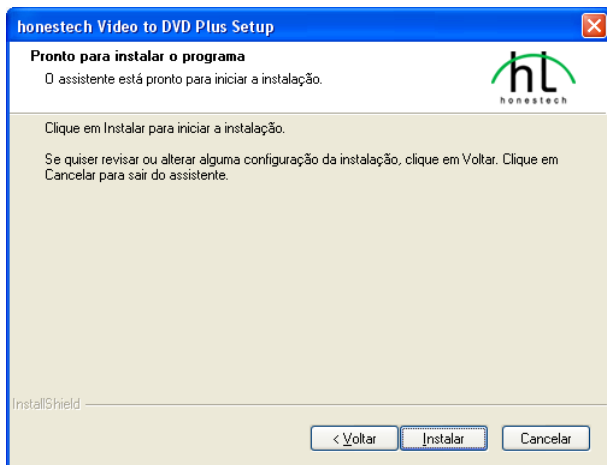 honestech Video to DVD Plus Setup
Pronto para instalar o programa
O assistente está pronto para iniciar a instalação.
hl
honestech
Clique em Instalar para iniciar a instalação.
Se quiser revisar ou alterar alguma configuração da instalação, clique em Voltar. Clique em
Cancelar para sair do assistente.
InstallShield
< Voltar
Instalar
Cancelar